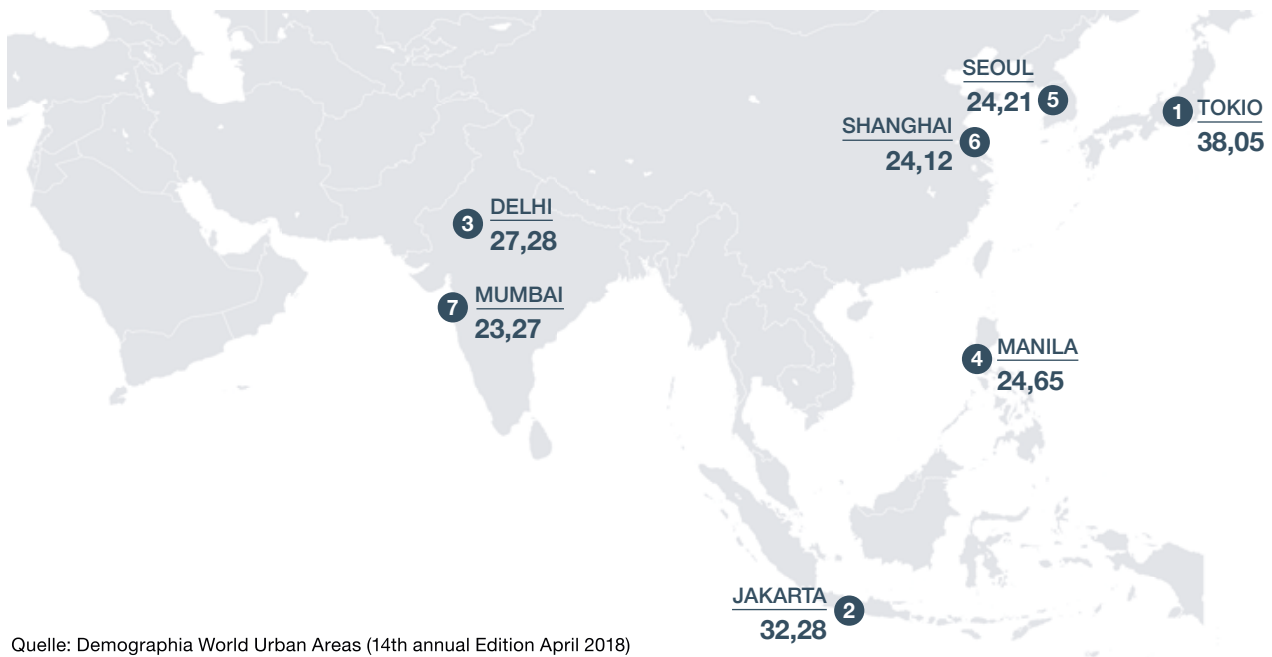 SEOUL
24,21 5
1 TOKIO
38,05
SHANGHAI
24,12
6
3
DELHI
27,28
7
MUMBAI
23,27
4
MANILA
24,65
JAKARTA
32,28
2
Quelle: Demographia World Urban Areas (14th annual Edition April 2018)